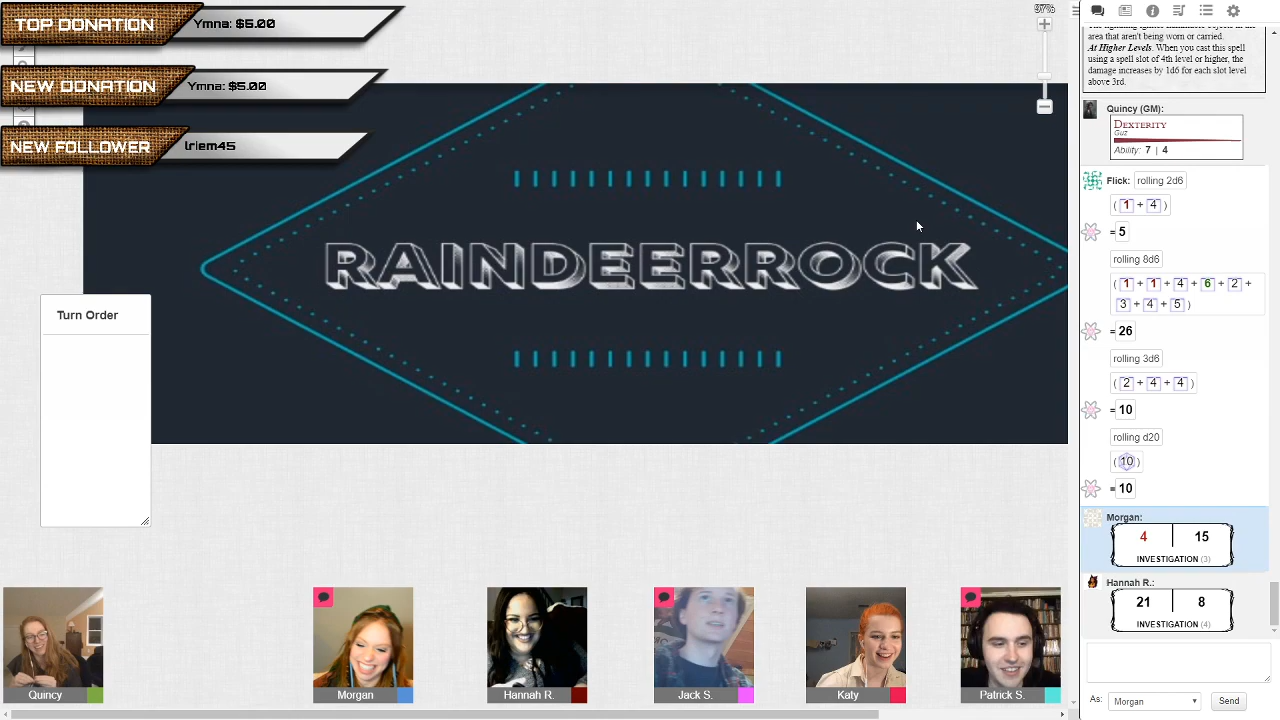 TOP DONATION
Ymna: $5.00
NEW DONATION
Ymna: $5.00
NEW FOLLOWER
lrlem45
97%
RAINDEERROCK
Turn Order
Quincy
Morgan
Hannah R.
Jack S.
Katy
Patrick S.
area that aren't being worn or carried.
At Higher Levels. When you cast this spell
using a spell slot of 4th level or higher, the
damage increases by 1d6 for each slot level
above 3rd.
Quincy (GM):
DEXTERITY
Guz
Ability: 7 | 4
Flick: rolling 2d6
( 1 + 4 )
= 5
rolling 8d6
( 1 + 1 + 4 + 6 + 2 +
3 + 4 + 5 )
= 26
rolling 3d6
( 2 + 4 + 4 )
= 10
rolling d20
( 10 )
= 10
Morgan:
4 | 15
INVESTIGATION (3)
Hannah R.:
21 | 8
INVESTIGATION (4)
As: Morgan
Send